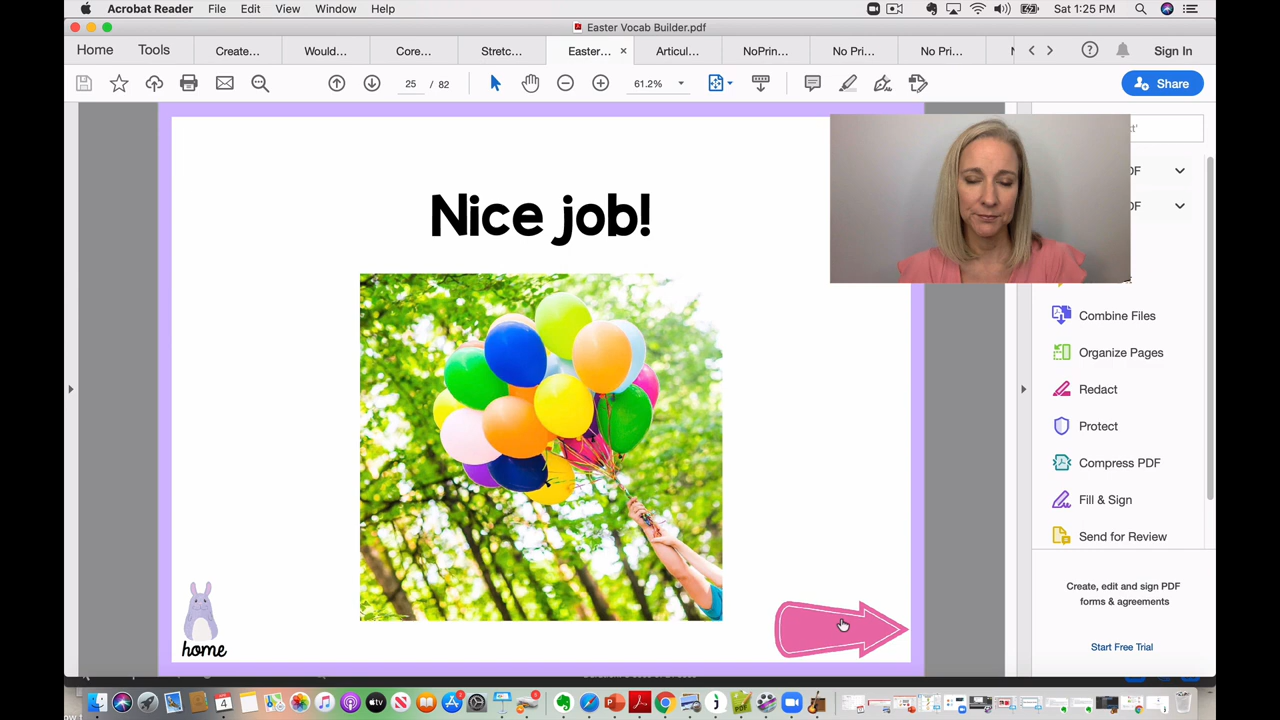 Acrobat Reader File Edit View Window Help Sat 1:25 PM
Easter Vocab Builder.pdf
Home Tools Create... Would... Core... Stretc... Easter... × Articul... NoPrin... No Pri... No Pri... Sign In
25 / 82 61.2% Share
Nice job!
DF
DF
Combine Files
Organize Pages
Redact
Protect
Compress PDF
Fill & Sign
Send for Review
Create, edit and sign PDF
forms & agreements
Start Free Trial
home